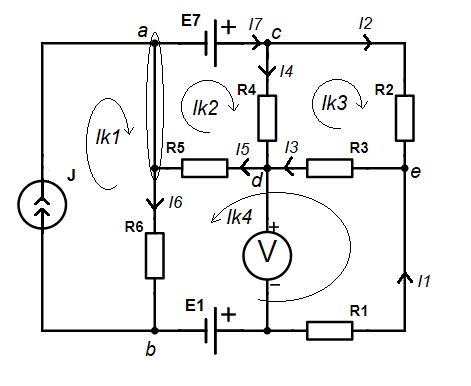 E7 + I7 c I2
a
I4
Ik1 Ik2 R4 Ik3 R2
J R5 I5 I3 R3
d e
I6 Ik4
R6 + V −
I1
E1 + R1
b